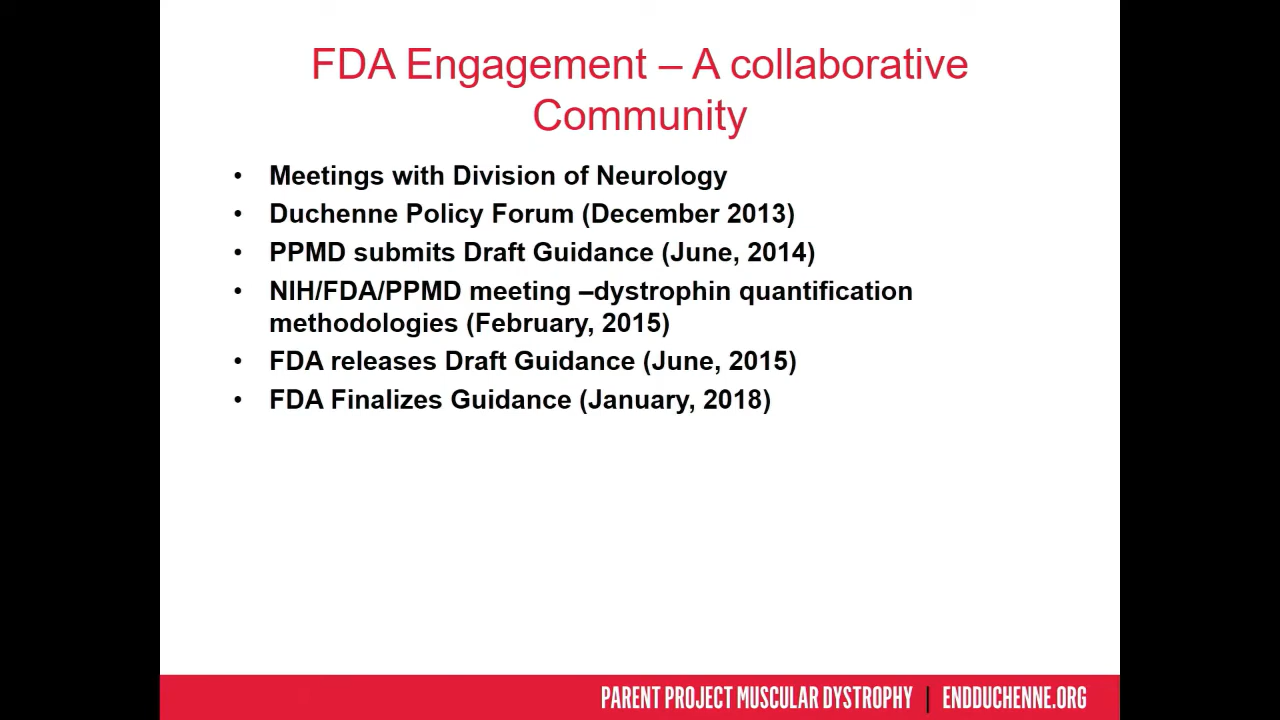 FDA Engagement – A collaborative
Community
• Meetings with Division of Neurology
• Duchenne Policy Forum (December 2013)
• PPMD submits Draft Guidance (June, 2014)
• NIH/FDA/PPMD meeting –dystrophin quantification
methodologies (February, 2015)
• FDA releases Draft Guidance (June, 2015)
• FDA Finalizes Guidance (January, 2018)
PARENT PROJECT MUSCULAR DYSTROPHY | ENDDUCHENNE.ORG